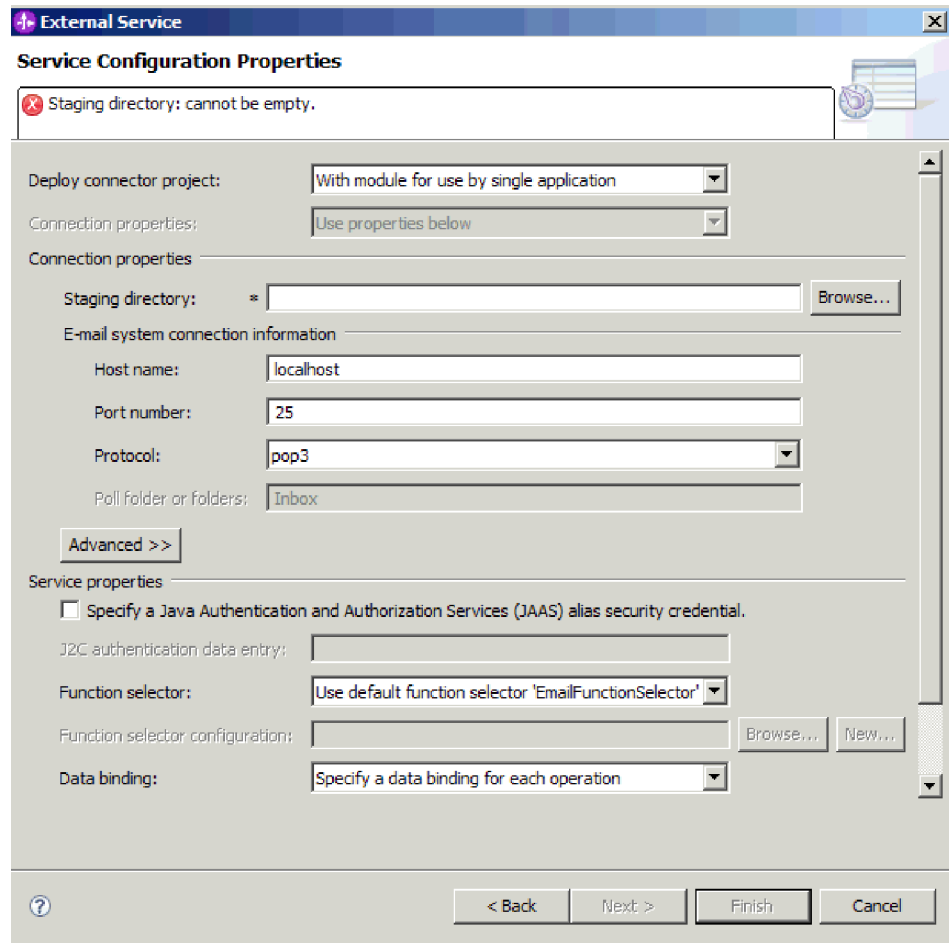 External Service
Service Configuration Properties
Staging directory: cannot be empty.
Deploy connector project: With module for use by single application
Connection properties: Use properties below
Connection properties
Staging directory: * Browse...
E-mail system connection information
Host name: localhost
Port number: 25
Protocol: pop3
Poll folder or folders: Inbox
Advanced >>
Service properties
Specify a Java Authentication and Authorization Services (JAAS) alias security credential.
J2C authentication data entry:
Function selector: Use default function selector 'EmailFunctionSelector'
Function selector configuration: Browse... New...
Data binding: Specify a data binding for each operation
? < Back Next > Finish Cancel